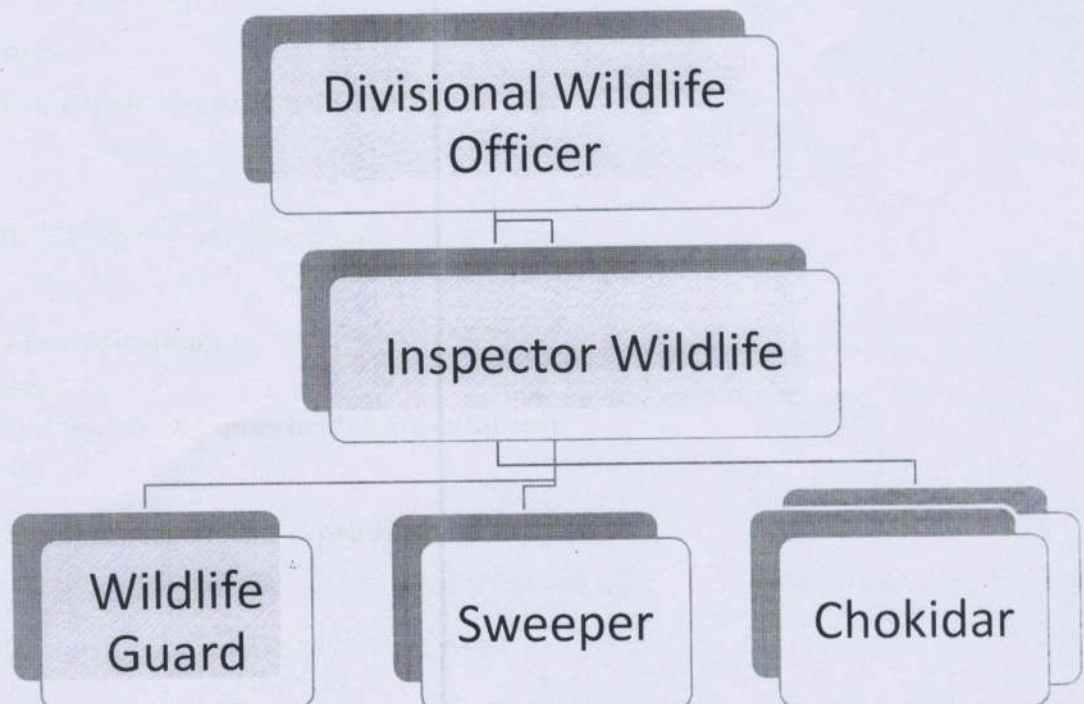 Divisional Wildlife
Officer
Inspector Wildlife
Wildlife
Guard
Sweeper
Chokidar